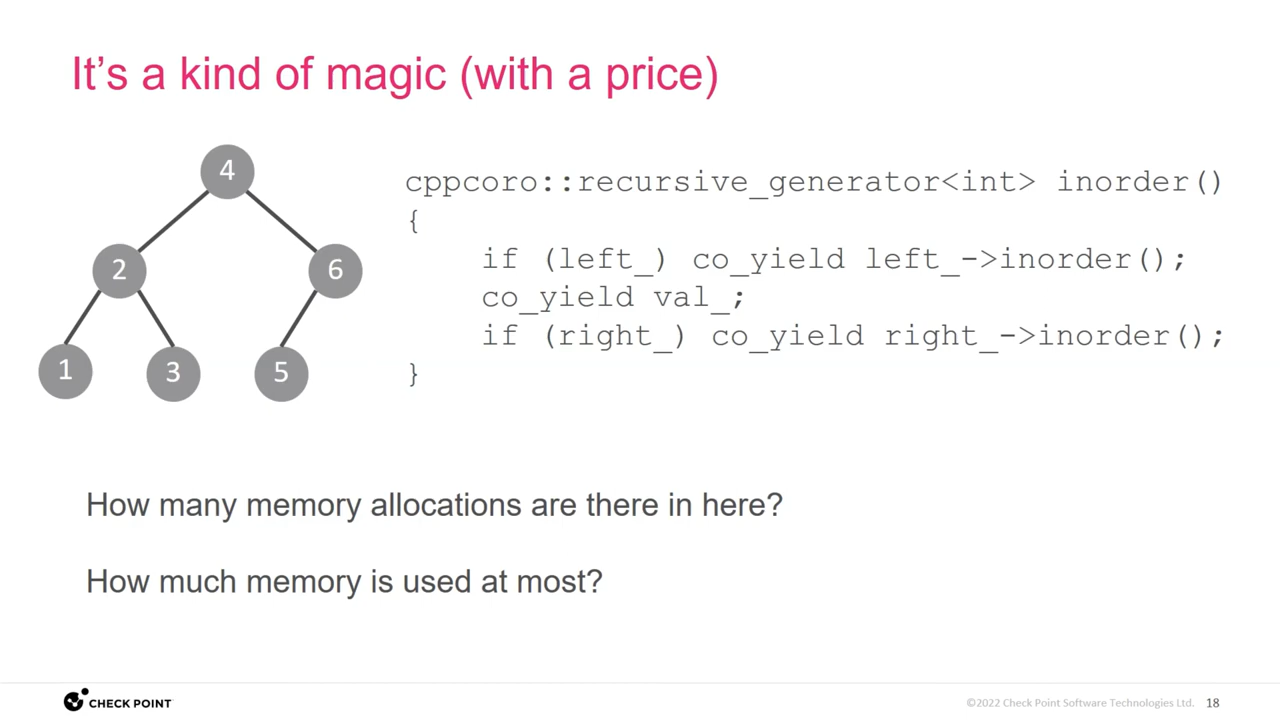 It's a kind of magic (with a price)
4
2
6
1
3
5
cppcoro::recursive_generator<int> inorder()
{
if (left_) co_yield left_->inorder();
co_yield val_;
if (right_) co_yield right_->inorder();
}
How many memory allocations are there in here?
How much memory is used at most?
CHECK POINT
©2022 Check Point Software Technologies Ltd. 18